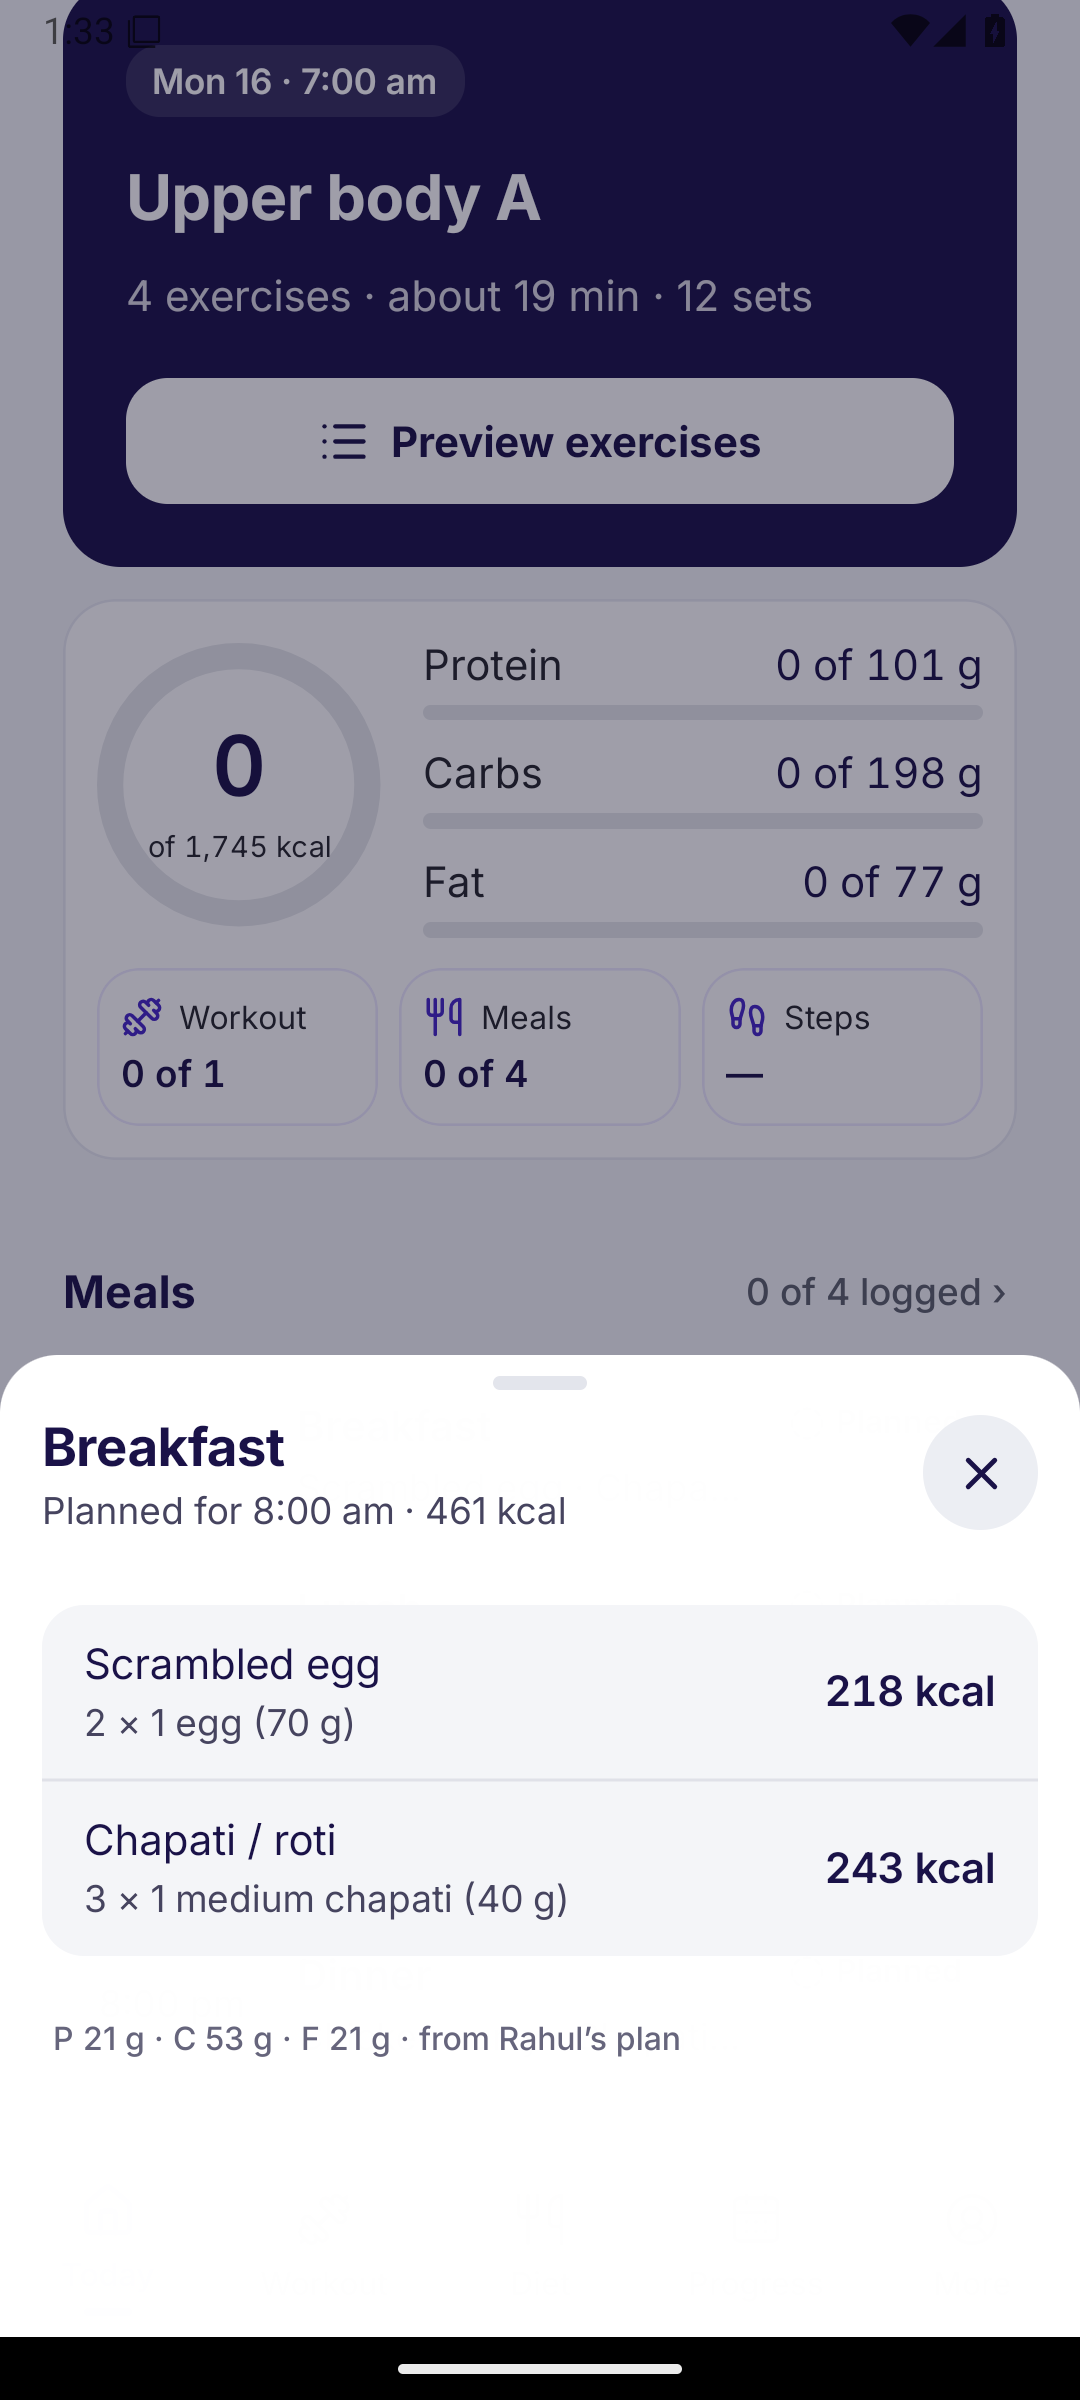 1:33
Mon 16 · 7:00 am
Upper body A
4 exercises · about 19 min · 12 sets
Preview exercises
0
of 1,745 kcal
Protein 0 of 101 g
Carbs 0 of 198 g
Fat 0 of 77 g
Workout
0 of 1
Meals
0 of 4
Steps
—
Meals 0 of 4 logged ›
Breakfast
Planned for 8:00 am · 461 kcal
Scrambled egg
2 × 1 egg (70 g)
218 kcal
Chapati / roti
3 × 1 medium chapati (40 g)
243 kcal
P 21 g · C 53 g · F 21 g · from Rahul’s plan